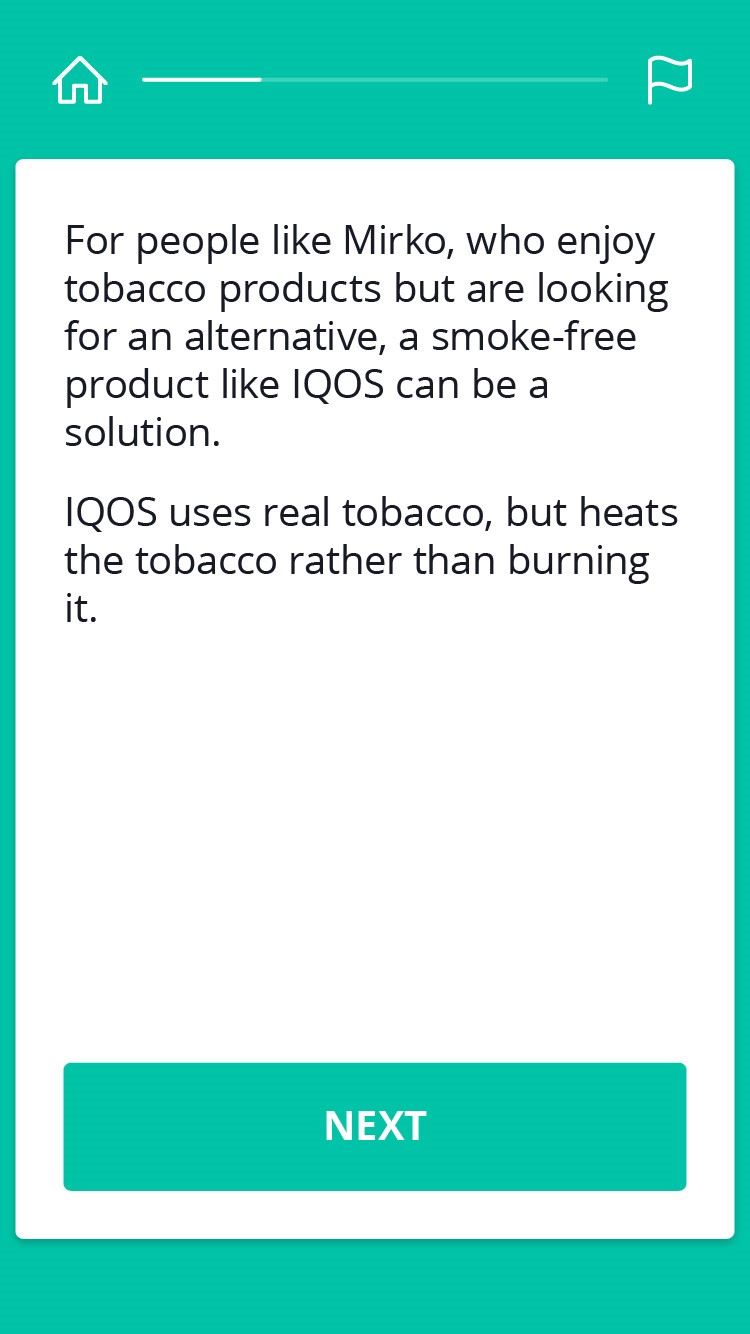 For people like Mirko, who enjoy
tobacco products but are looking
for an alternative, a smoke-free
product like IQOS can be a
solution.
IQOS uses real tobacco, but heats
the tobacco rather than burning
it.
NEXT